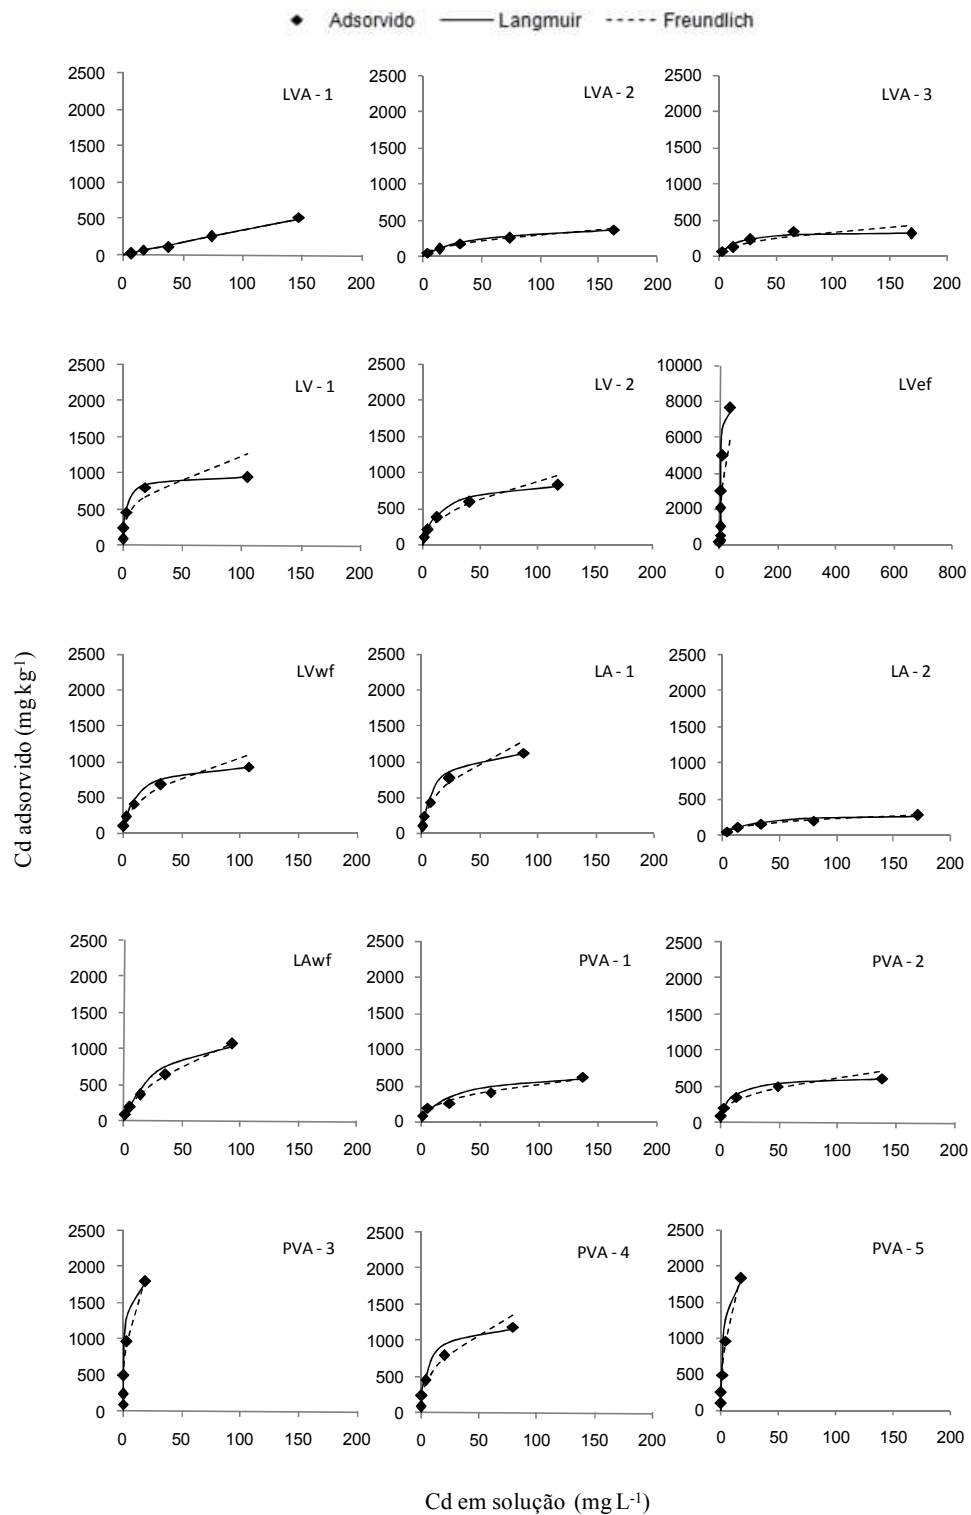 Adsorvido Langmuir Freundlich
LVA - 1 LVA - 2 LVA - 3
2500 2500 2500
2000 2000 2000
1500 1500 1500
1000 1000 1000
500 500 500
0 0 0
0 50 100 150 200 0 50 100 150 200 0 50 100 150 200
LV - 1 LV - 2 LVef
2500 2500 10000
2000 2000 8000
1500 1500 6000
1000 1000 4000
500 500 2000
0 0 0
0 50 100 150 200 0 50 100 150 200 0 200 400 600 800
Cd adsorvido (mg kg-1)
LVwf LA - 1 LA - 2
2500 2500 2500
2000 2000 2000
1500 1500 1500
1000 1000 1000
500 500 500
0 0 0
0 50 100 150 200 0 50 100 150 200 0 50 100 150 200
LAwf PVA - 1 PVA - 2
2500 2500 2500
2000 2000 2000
1500 1500 1500
1000 1000 1000
500 500 500
0 0 0
0 50 100 150 200 0 50 100 150 200 0 50 100 150 200
PVA - 3 PVA - 4 PVA - 5
2500 2500 2500
2000 2000 2000
1500 1500 1500
1000 1000 1000
500 500 500
0 0 0
0 50 100 150 200 0 50 100 150 200 0 50 100 150 200
Cd em solução (mg L-1)